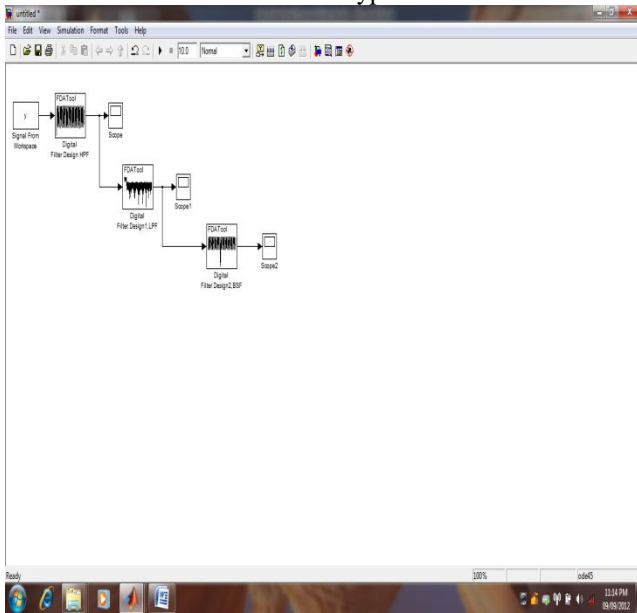 untitled *
File Edit View Simulation Format Tools Help
10.0 Normal
FDATool
y
Signal From
Workspace
Digital
Filter Design HPF
Scope
FDATool
Digital
Filter Design1,LPF
Scope1
FDATool
Digital
Filter Design2,BSF
Scope2
Ready 100% ode45
11:14 PM
09/09/2012